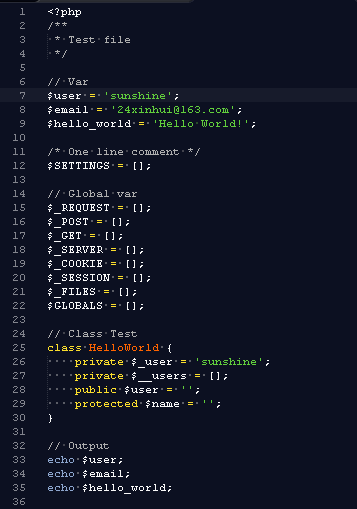 1 <?php
2 /**
3  * Test file
4  */
5
6 // Var
7 $user = 'sunshine';
8 $email = '24xinhui@163.com';
9 $hello_world = 'Hello World!';
10
11 /* One line comment */
12 $SETTINGS = [];
13
14 // Global var
15 $_REQUEST = [];
16 $_POST = [];
17 $_GET = [];
18 $_SERVER = [];
19 $_COOKIE = [];
20 $_SESSION = [];
21 $_FILES = [];
22 $GLOBALS = [];
23
24 // Class Test
25 class HelloWorld {
26     private $_user = 'sunshine';
27     private $__users = [];
28     public $user = '';
29     protected $name = '';
30 }
31
32 // Output
33 echo $user;
34 echo $email;
35 echo $hello_world;
36